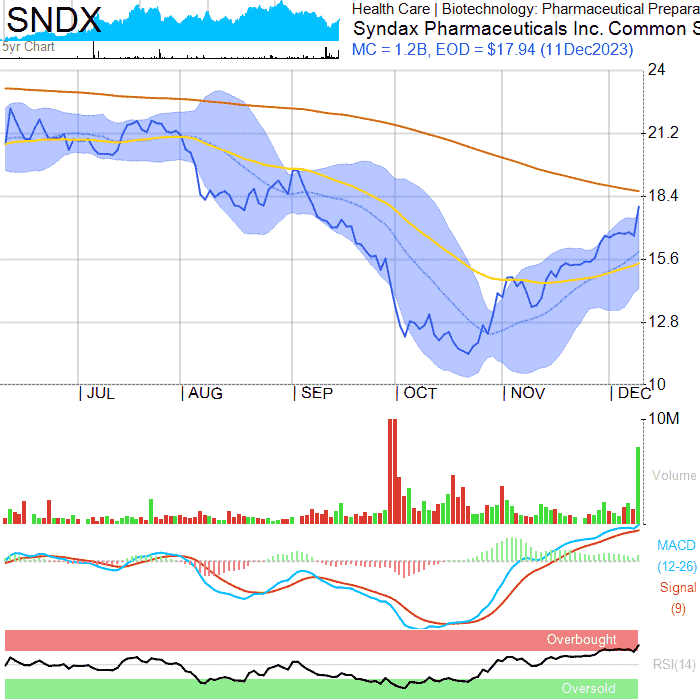 SNDX
5yr Chart
Health Care | Biotechnology: Pharmaceutical Prepara
Syndax Pharmaceuticals Inc. Common S
MC = 1.2B, EOD = $17.94 (11Dec2023)
24
21.2
18.4
15.6
12.8
10
| JUL | AUG | SEP | OCT | NOV | DEC
10M
Volume
MACD
(12-26)
Signal
(9)
Overbought
RSI(14)
Oversold